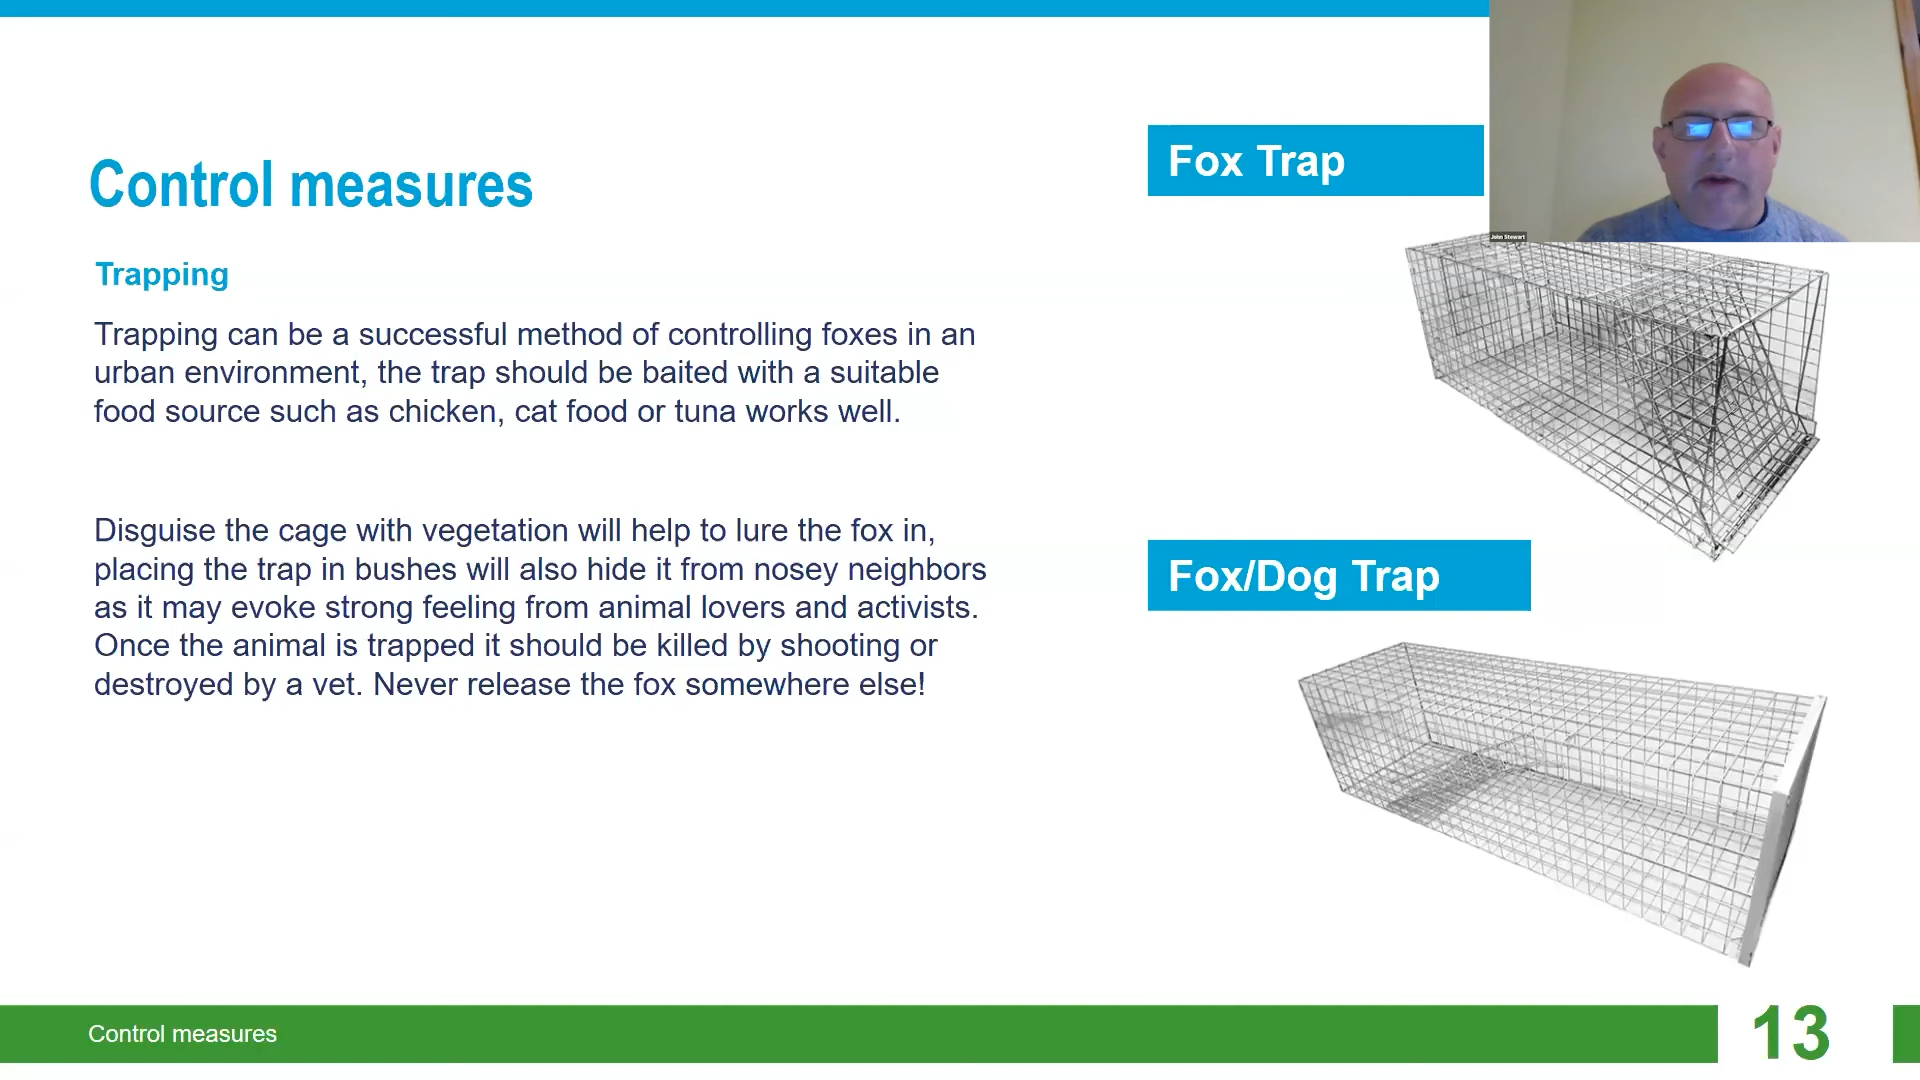 Control measures
Trapping
Trapping can be a successful method of controlling foxes in an
urban environment, the trap should be baited with a suitable
food source such as chicken, cat food or tuna works well.
Disguise the cage with vegetation will help to lure the fox in,
placing the trap in bushes will also hide it from nosey neighbors
as it may evoke strong feeling from animal lovers and activists.
Once the animal is trapped it should be killed by shooting or
destroyed by a vet. Never release the fox somewhere else!
Fox Trap
John Stewart
Fox/Dog Trap
Control measures
13